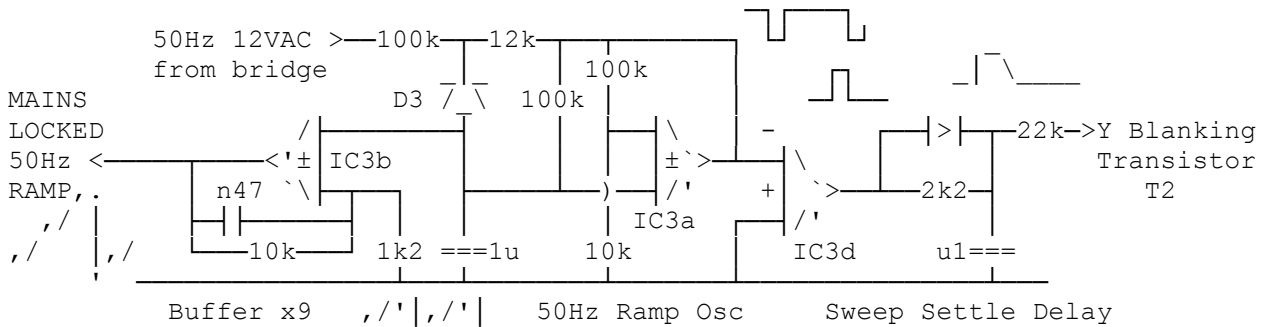 50Hz 12VAC >—100k—12k
from bridge 100k
MAINS D3 100k
LOCKED -
50Hz < ± IC3b ± 22k—>Y Blanking
RAMP n47 + 2k2 Transistor
IC3a T2
10k 1k2 1u 10k IC3d u1
Buffer x9 50Hz Ramp Osc Sweep Settle Delay